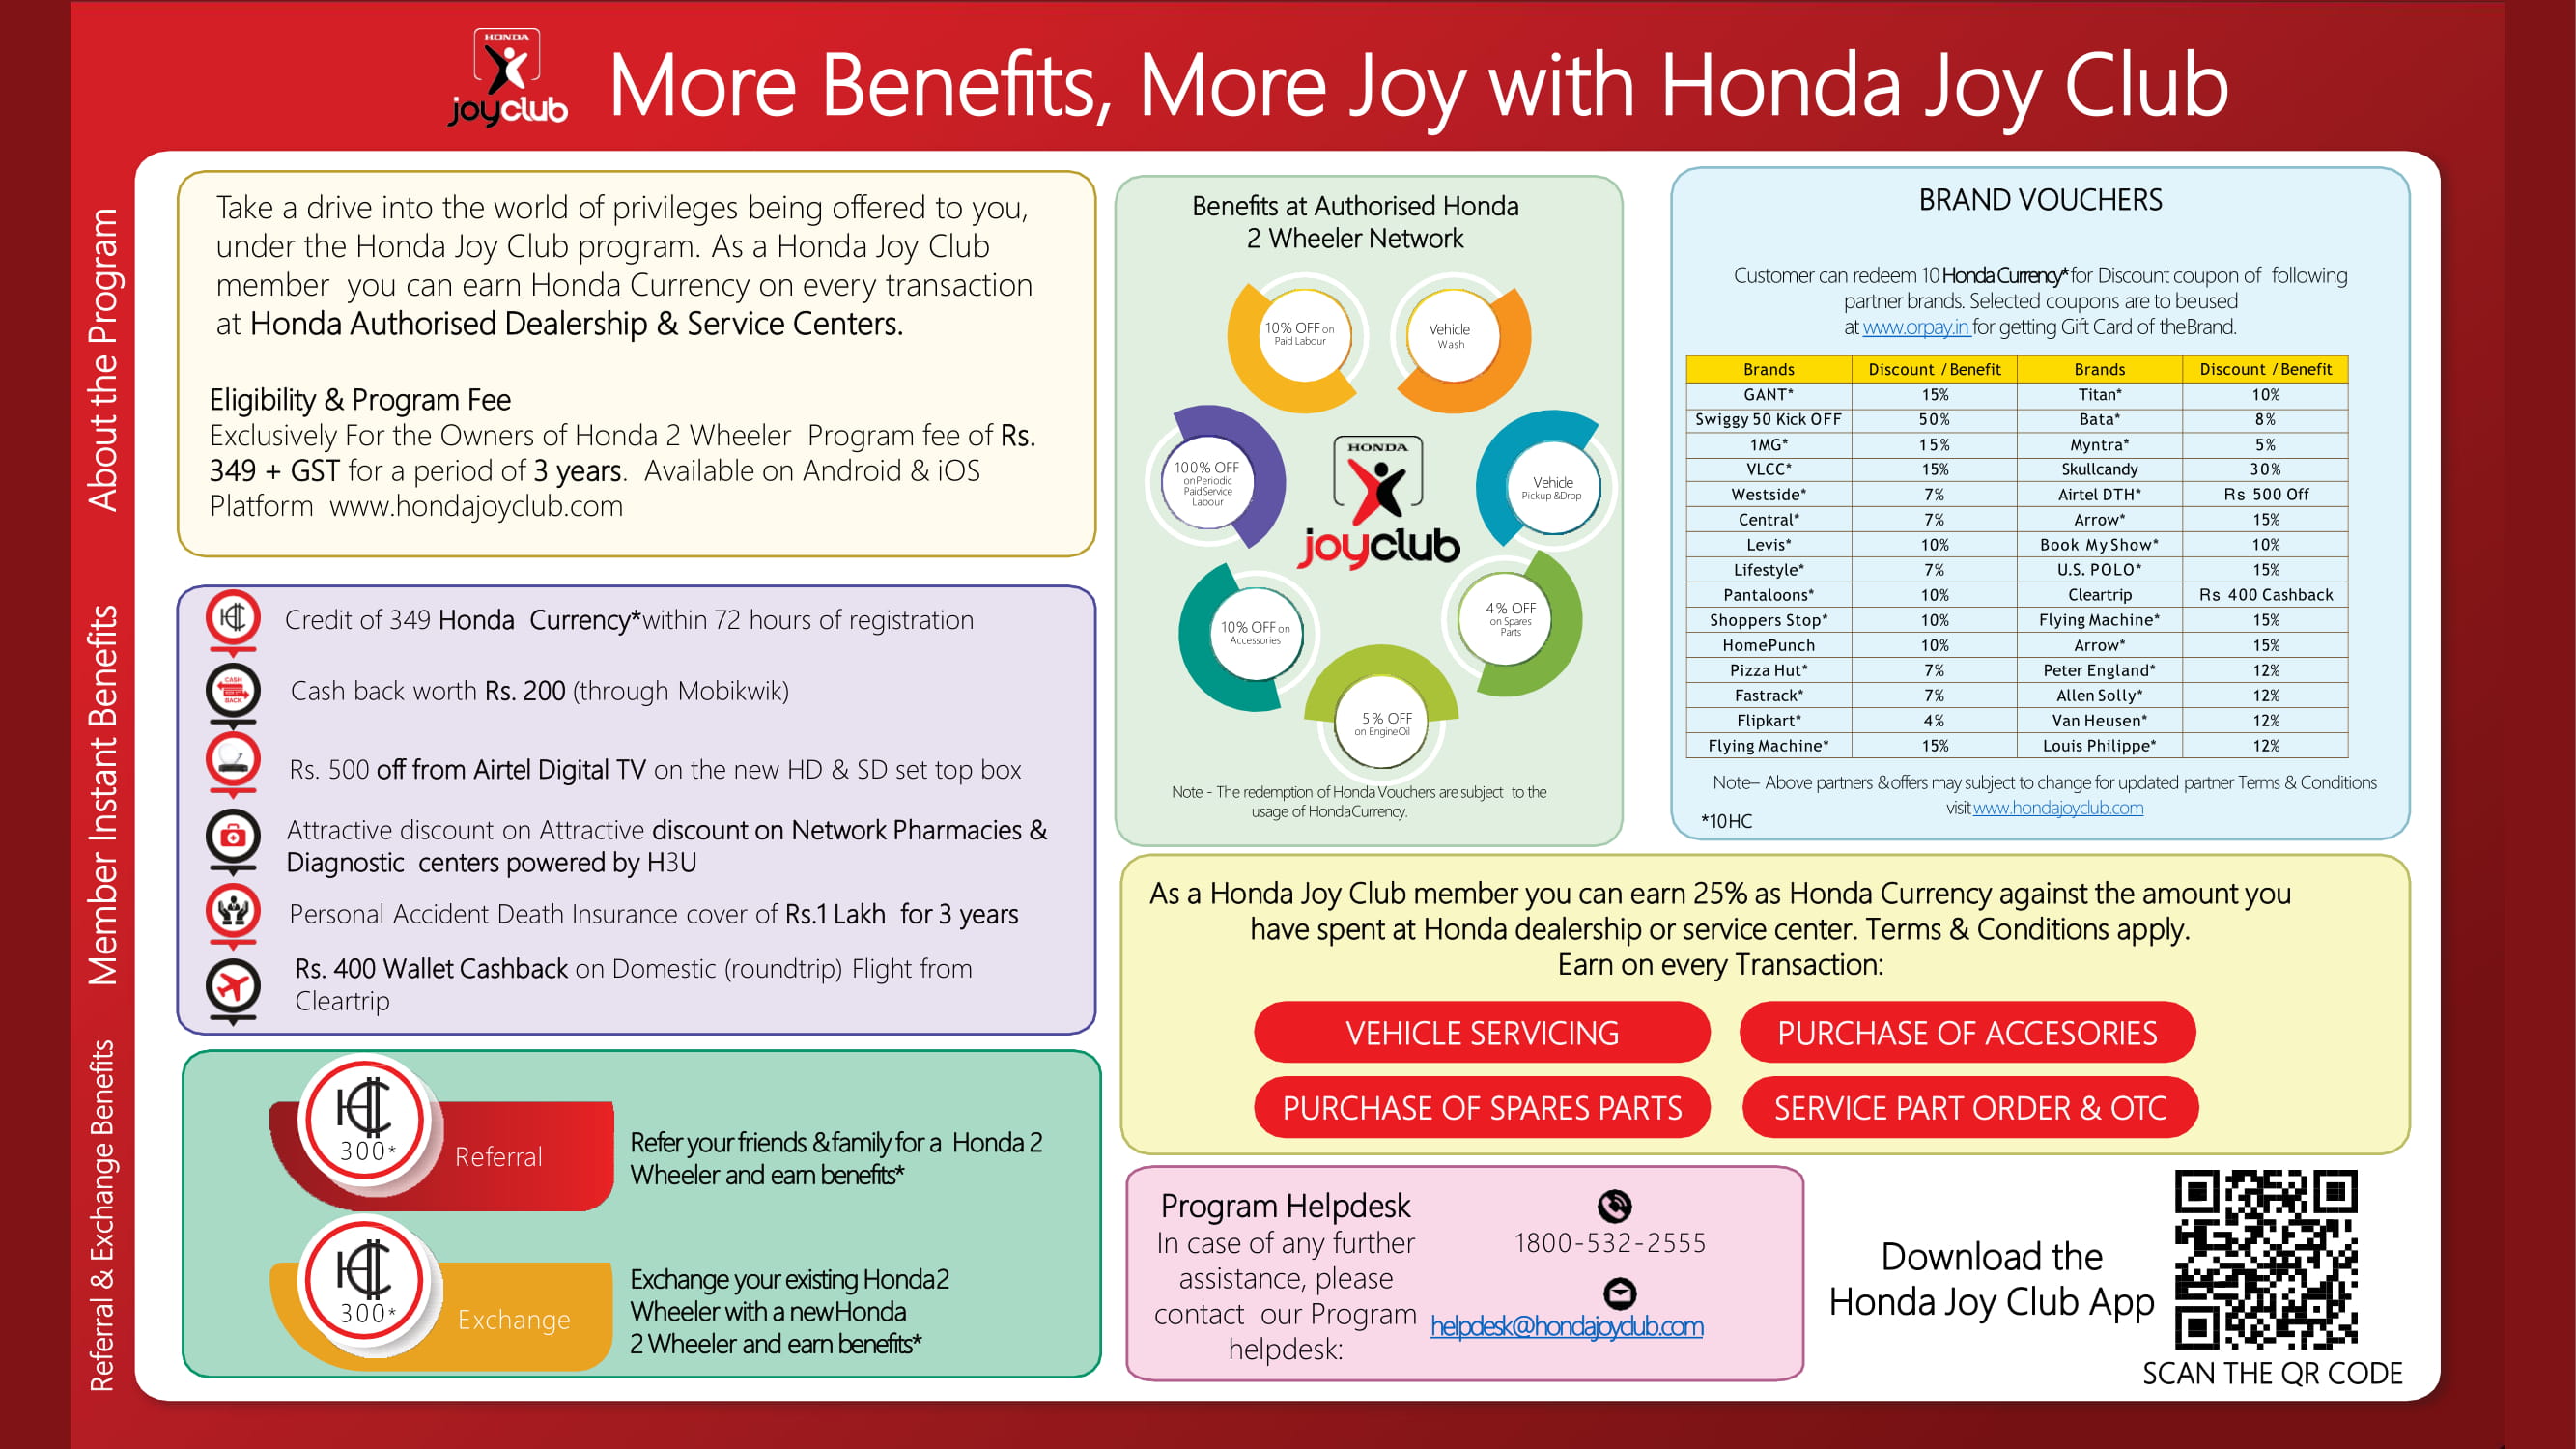 HONDA
joyclub
More Benefits, More Joy with Honda Joy Club
About the Program
Take a drive into the world of privileges being offered to you,
under the Honda Joy Club program. As a Honda Joy Club
member you can earn Honda Currency on every transaction
at Honda Authorised Dealership & Service Centers.
Eligibility & Program Fee
Exclusively For the Owners of Honda 2 Wheeler Program fee of Rs.
349 + GST for a period of 3 years. Available on Android & iOS
Platform www.hondajoyclub.com
Member Instant Benefits
Credit of 349 Honda Currency*within 72 hours of registration
CASH
BACK
Cash back worth Rs. 200 (through Mobikwik)
Rs. 500 off from Airtel Digital TV on the new HD & SD set top box
Attractive discount on Attractive discount on Network Pharmacies &
Diagnostic centers powered by H3U
Personal Accident Death Insurance cover of Rs.1 Lakh for 3 years
Rs. 400 Wallet Cashback on Domestic (roundtrip) Flight from
Cleartrip
Referral & Exchange Benefits
300*
Referral
Refer your friends & family for a Honda 2
Wheeler and earn benefits*
300*
Exchange
Exchange your existing Honda 2
Wheeler with a new Honda
2 Wheeler and earn benefits*
Benefits at Authorised Honda
2 Wheeler Network
10% OFF on
Paid Labour
Vehicle
Wash
100% OFF
on Periodic
Paid Service
Labour
HONDA
joyclub
Vehicle
Pickup & Drop
10% OFF on
Accessories
4% OFF
on Spares
Parts
5% OFF
on Engine Oil
Note - The redemption of Honda Vouchers are subject to the
usage of Honda Currency.
BRAND VOUCHERS
Customer can redeem 10 Honda Currency* for Discount coupon of following
partner brands. Selected coupons are to be used
at www.orpay.in for getting Gift Card of the Brand.
Brands Discount / Benefit Brands Discount / Benefit
GANT* 15% Titan* 10%
Swiggy 50 Kick OFF 50% Bata* 8%
1MG* 15% Myntra* 5%
VLCC* 15% Skullcandy 30%
Westside* 7% Airtel DTH* Rs 500 Off
Central* 7% Arrow* 15%
Levis* 10% Book My Show* 10%
Lifestyle* 7% U.S. POLO* 15%
Pantaloons* 10% Cleartrip Rs 400 Cashback
Shoppers Stop* 10% Flying Machine* 15%
HomePunch 10% Arrow* 15%
Pizza Hut* 7% Peter England* 12%
Fastrack* 7% Allen Solly* 12%
Flipkart* 4% Van Heusen* 12%
Flying Machine* 15% Louis Philippe* 12%
Note– Above partners & offers may subject to change for updated partner Terms & Conditions
visit www.hondajoyclub.com
*10 HC
As a Honda Joy Club member you can earn 25% as Honda Currency against the amount you
have spent at Honda dealership or service center. Terms & Conditions apply.
Earn on every Transaction:
VEHICLE SERVICING
PURCHASE OF ACCESORIES
PURCHASE OF SPARES PARTS
SERVICE PART ORDER & OTC
Program Helpdesk
In case of any further
assistance, please
contact our Program
helpdesk:
1800-532-2555
helpdesk@hondajoyclub.com
Download the
Honda Joy Club App
SCAN THE QR CODE